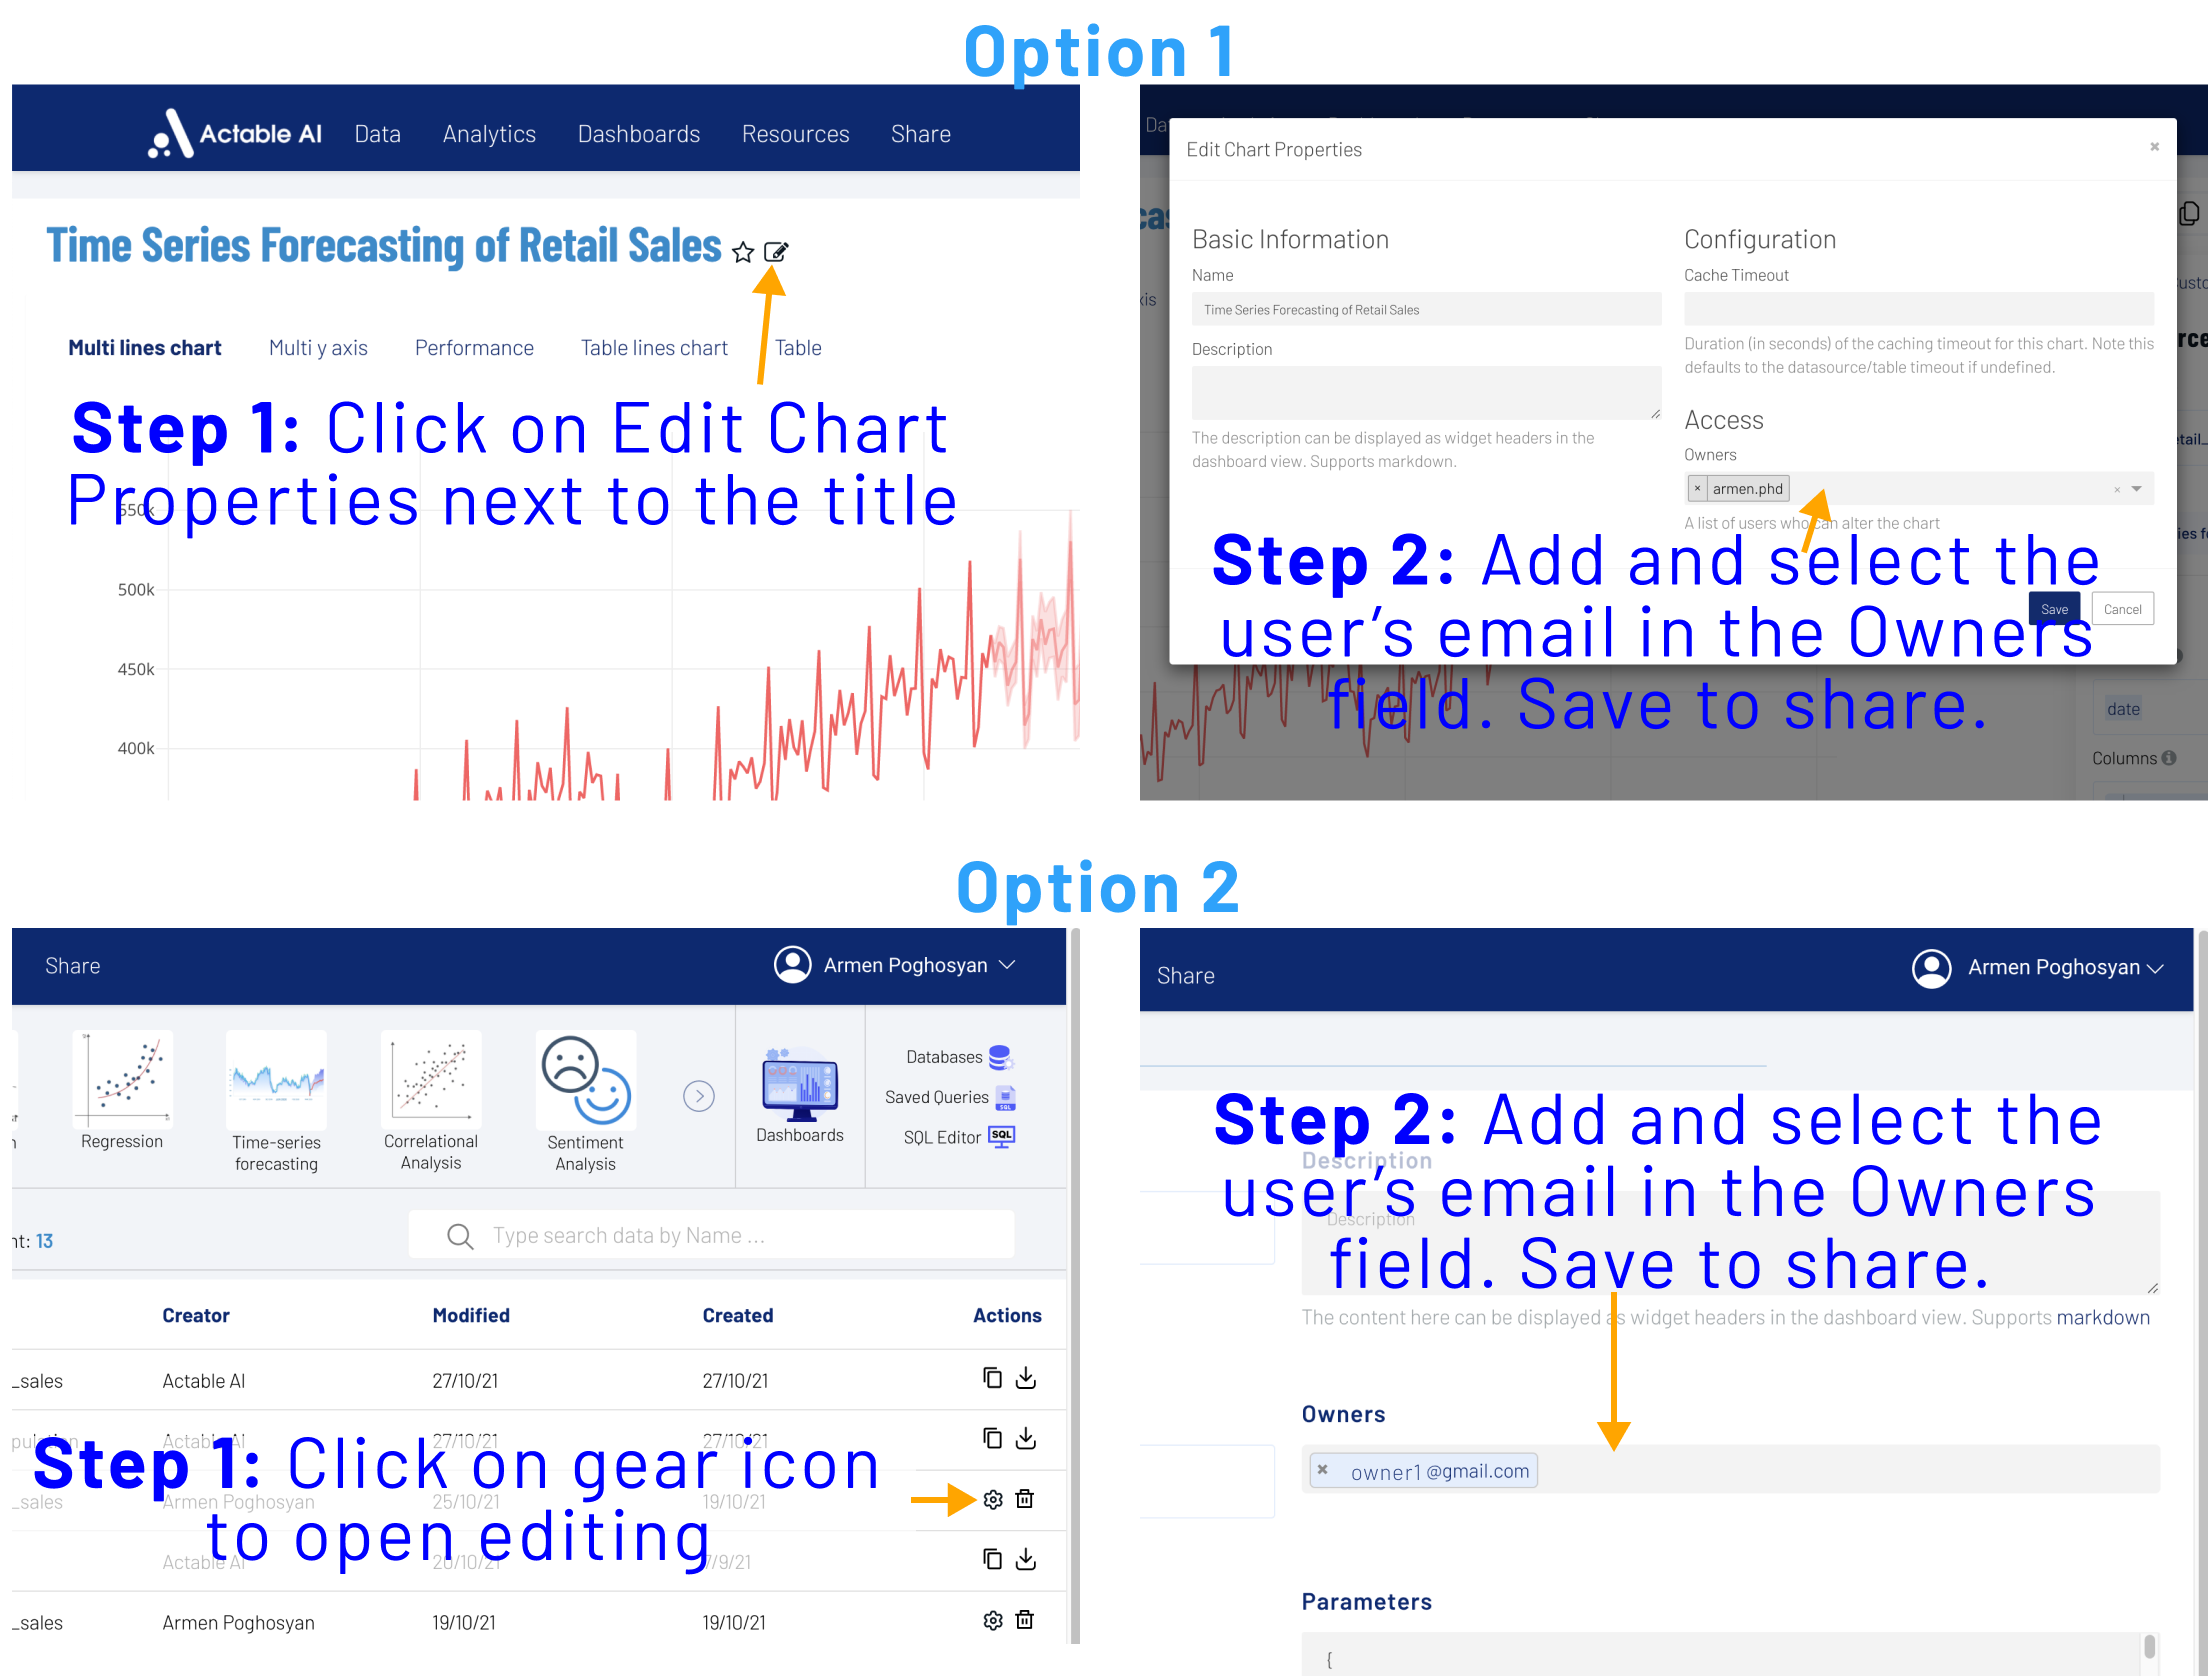 Option 1
Actable AI Data Analytics Dashboards Resources Share
Time Series Forecasting of Retail Sales
Multi lines chart Multi y axis Performance Table lines chart Table
Step 1: Click on Edit Chart
Properties next to the title
550k
500k
450k
400k
Edit Chart Properties
Basic Information
Name
Time Series Forecasting of Retail Sales
Description
The description can be displayed as widget headers in the
dashboard view. Supports markdown.
Configuration
Cache Timeout
Duration (in seconds) of the caching timeout for this chart. Note this
defaults to the datasource/table timeout if undefined.
Access
Owners
× armen.phd
A list of users who can alter the chart
Step 2: Add and select the
user's email in the Owners
field. Save to share.
Save Cancel
date
Columns
Option 2
Share Armen Poghosyan
Regression
Time-series
forecasting
Correlational
Analysis
Sentiment
Analysis
Dashboards
Databases
Saved Queries SQL
SQL Editor SQL
nt: 13
Type search data by Name ...
Creator Modified Created Actions
_sales Actable AI 27/10/21 27/10/21
Actable AI 27/10/21 27/10/21
_sales Armen Poghosyan 25/10/21 19/10/21
Actable AI 20/10/21 7/9/21
_sales Armen Poghosyan 19/10/21 19/10/21
Step 1: Click on gear icon
to open editing
Share Armen Poghosyan
Step 2: Add and select the
user's email in the Owners
field. Save to share.
Description
Description
The content here can be displayed as widget headers in the dashboard view. Supports markdown
Owners
× owner1@gmail.com
Parameters
{